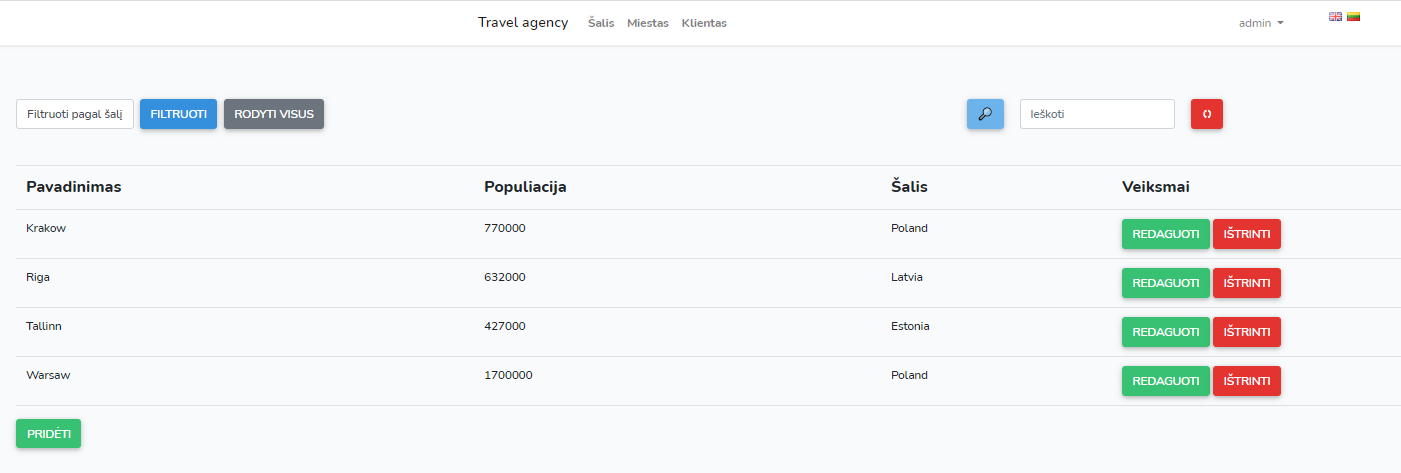 Travel agency Šalis Miestas Klientas admin
Filtruoti pagal šalį FILTRUOTI RODYTI VISUS Ieškoti
Pavadinimas Populiacija Šalis Veiksmai
Krakow 770000 Poland REDAGUOTI IŠTRINTI
Riga 632000 Latvia REDAGUOTI IŠTRINTI
Tallinn 427000 Estonia REDAGUOTI IŠTRINTI
Warsaw 1700000 Poland REDAGUOTI IŠTRINTI
PRIDĖTI